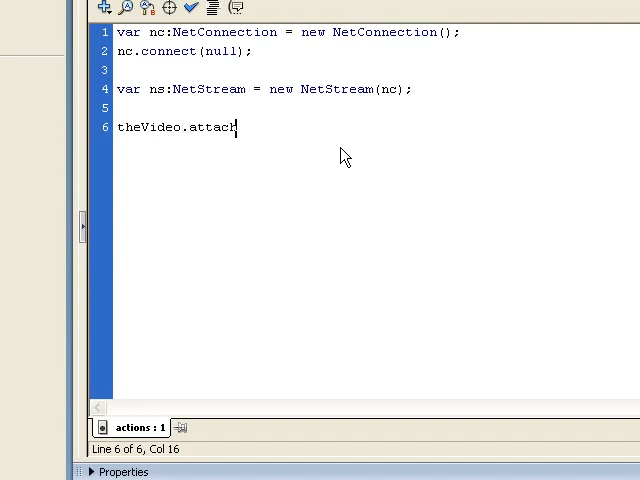 1 var nc:NetConnection = new NetConnection();
2 nc.connect(null);
3
4 var ns:NetStream = new NetStream(nc);
5
6 theVideo.attach
actions : 1
Line 6 of 6, Col 16
Properties